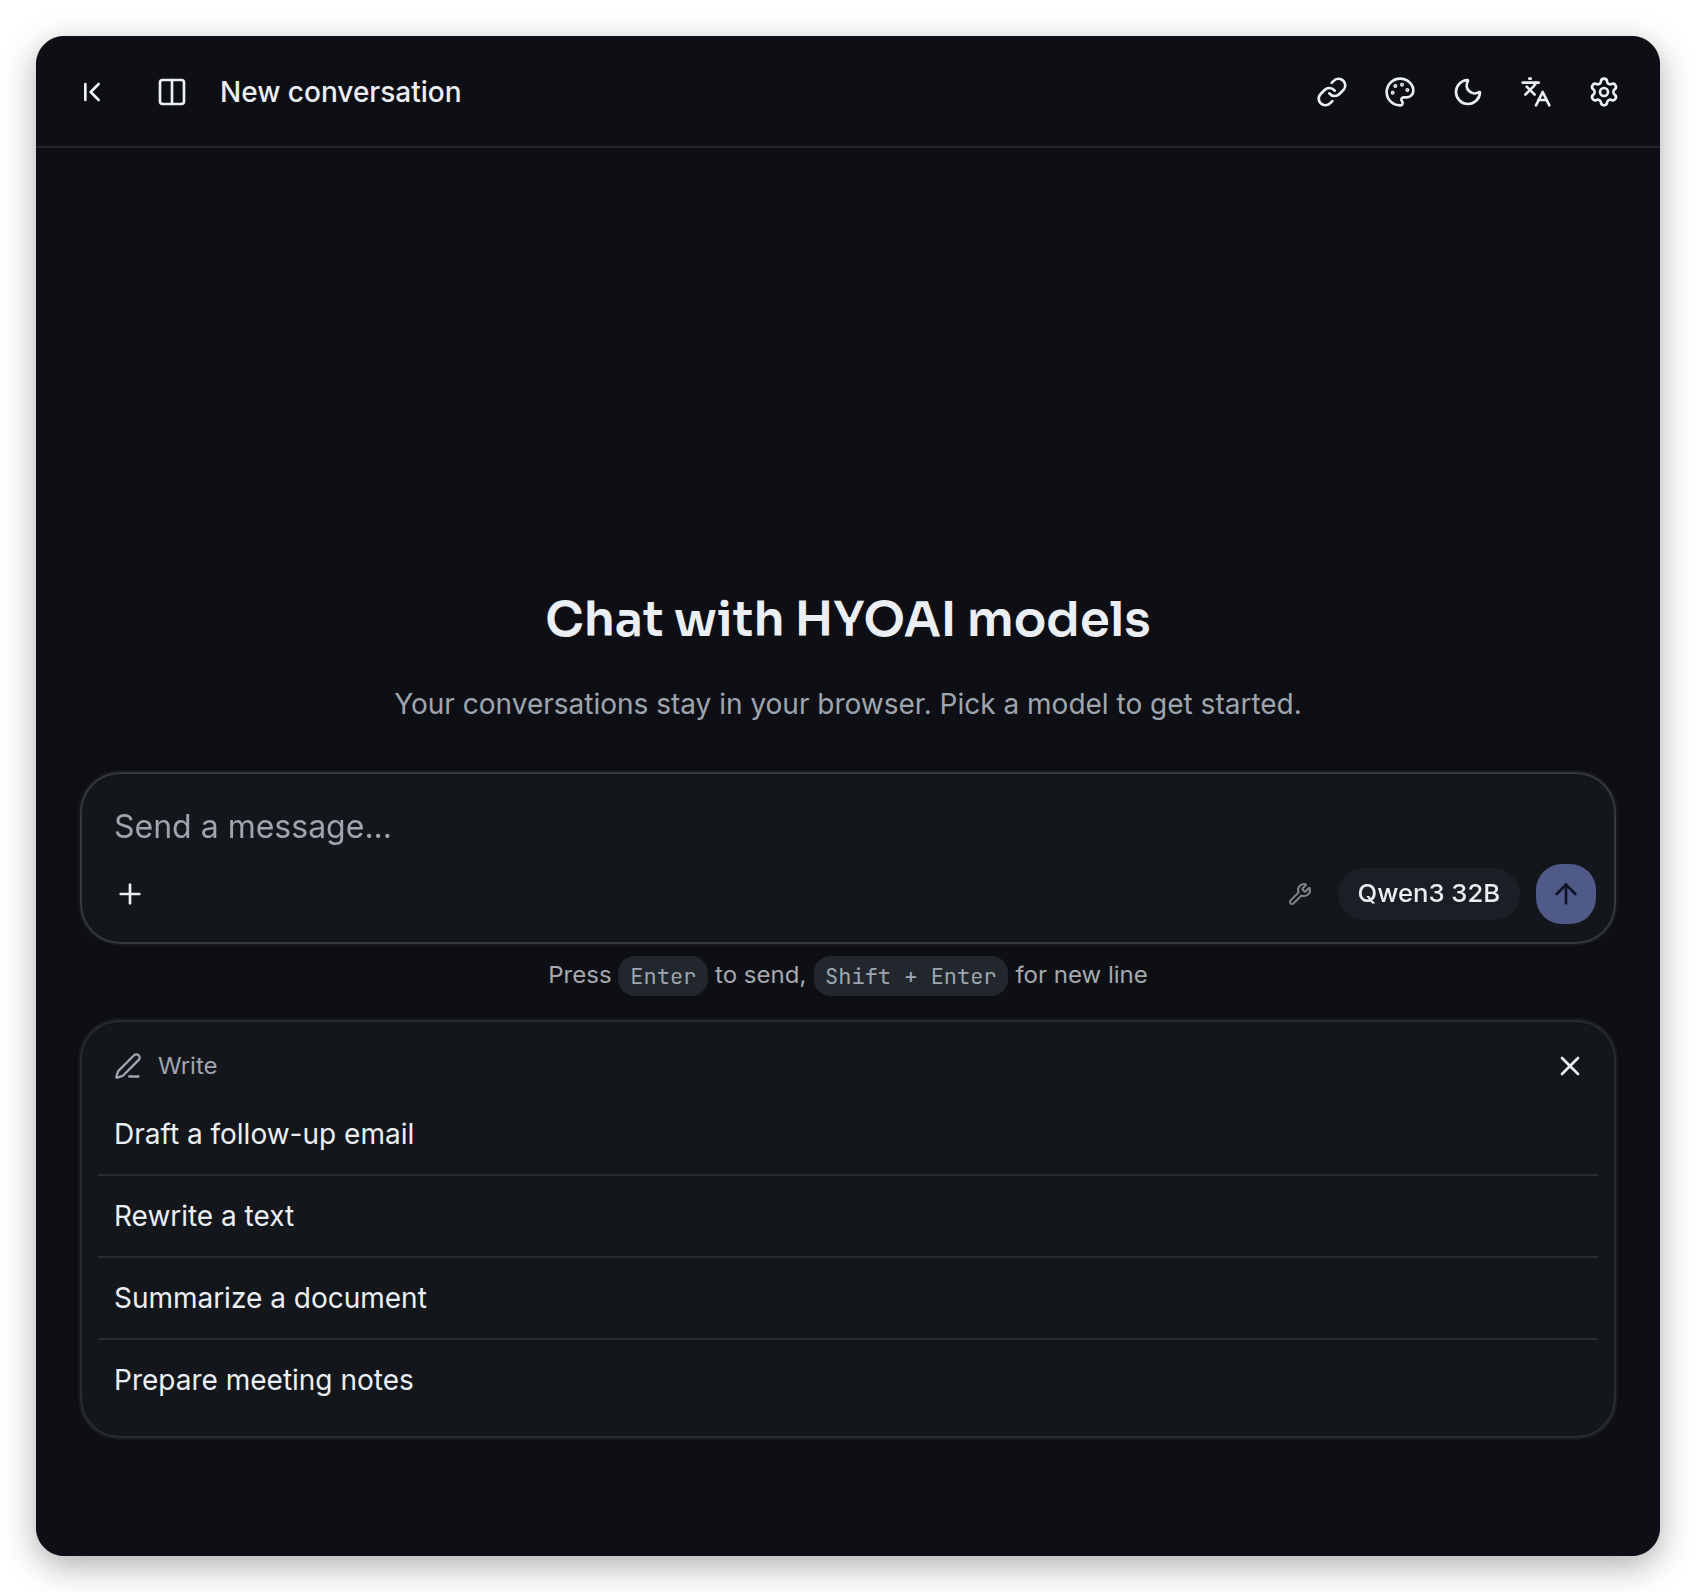 New conversation
Chat with HYOAI models
Your conversations stay in your browser. Pick a model to get started.
Send a message...
Qwen3 32B
Press Enter to send, Shift + Enter for new line
Write
Draft a follow-up email
Rewrite a text
Summarize a document
Prepare meeting notes